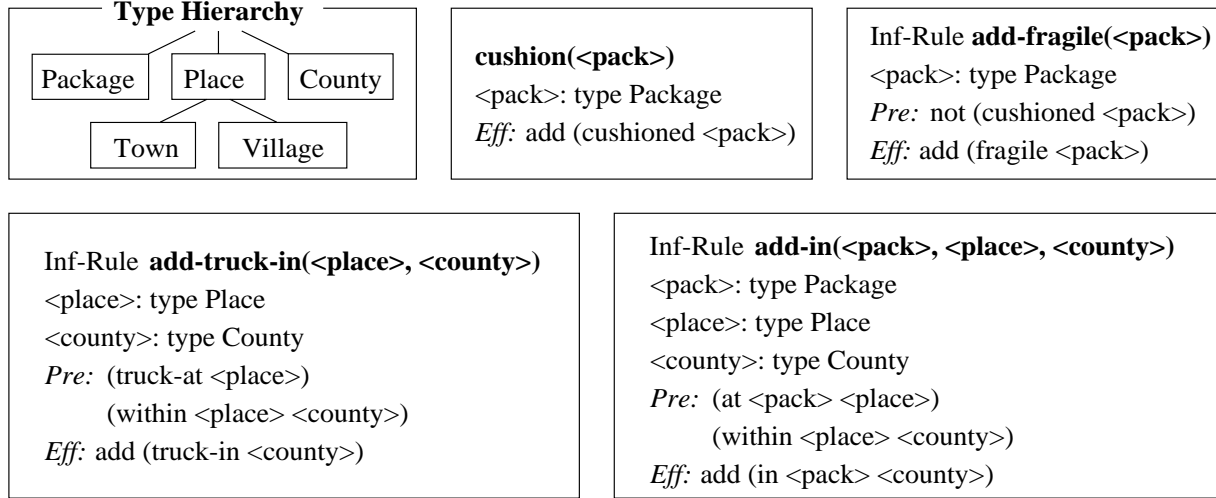 Type Hierarchy
Package Place County
Town Village
cushion(<pack>)
<pack>: type Package
Eff: add (cushioned <pack>)
Inf-Rule add-fragile(<pack>)
<pack>: type Package
Pre: not (cushioned <pack>)
Eff: add (fragile <pack>)
Inf-Rule add-truck-in(<place>, <county>)
<place>: type Place
<county>: type County
Pre: (truck-at <place>)
(within <place> <county>)
Eff: add (truck-in <county>)
Inf-Rule add-in(<pack>, <place>, <county>)
<pack>: type Package
<place>: type Place
<county>: type County
Pre: (at <pack> <place>)
(within <place> <county>)
Eff: add (in <pack> <county>)